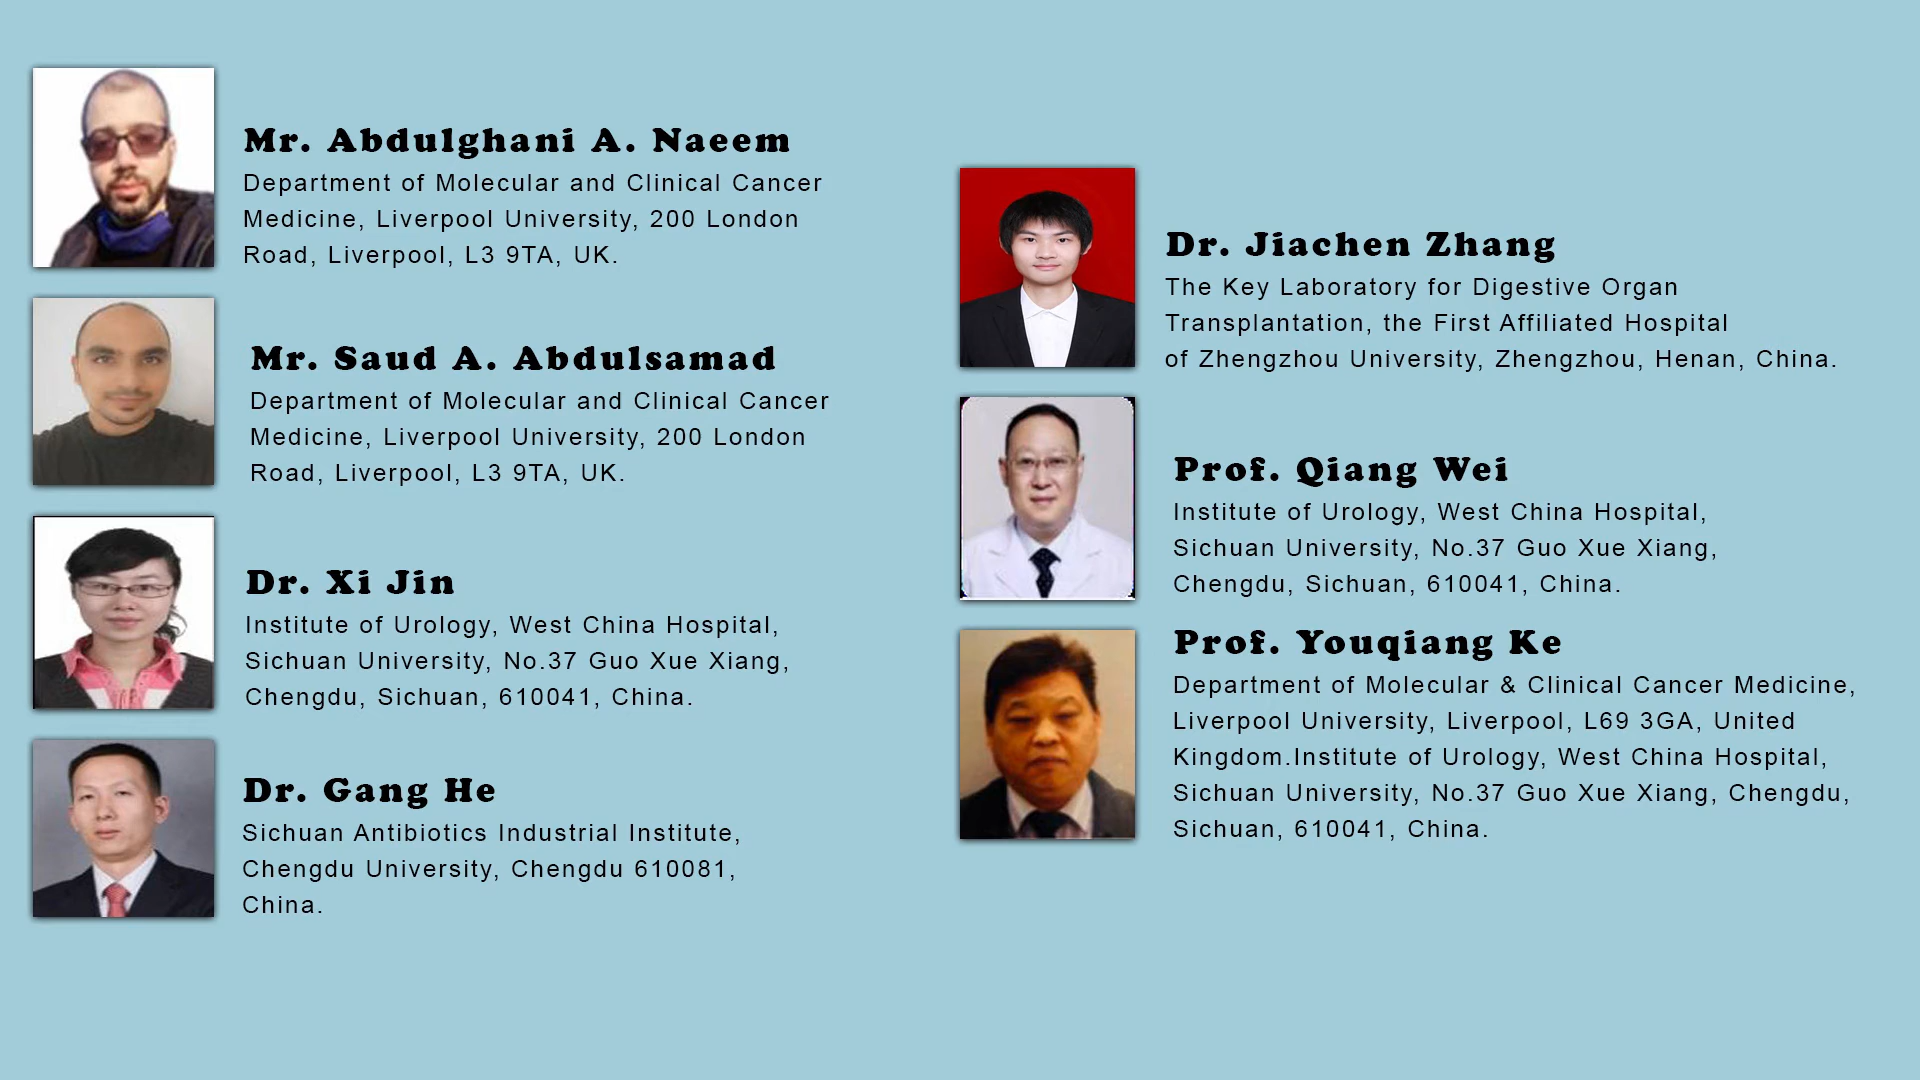 Mr. Abdulghani A. Naeem
Department of Molecular and Clinical Cancer
Medicine, Liverpool University, 200 London
Road, Liverpool, L3 9TA, UK.
Mr. Saud A. Abdulsamad
Department of Molecular and Clinical Cancer
Medicine, Liverpool University, 200 London
Road, Liverpool, L3 9TA, UK.
Dr. Xi Jin
Institute of Urology, West China Hospital,
Sichuan University, No.37 Guo Xue Xiang,
Chengdu, Sichuan, 610041, China.
Dr. Gang He
Sichuan Antibiotics Industrial Institute,
Chengdu University, Chengdu 610081,
China.
Dr. Jiachen Zhang
The Key Laboratory for Digestive Organ
Transplantation, the First Affiliated Hospital
of Zhengzhou University, Zhengzhou, Henan, China.
Prof. Qiang Wei
Institute of Urology, West China Hospital,
Sichuan University, No.37 Guo Xue Xiang,
Chengdu, Sichuan, 610041, China.
Prof. Youqiang Ke
Department of Molecular & Clinical Cancer Medicine,
Liverpool University, Liverpool, L69 3GA, United
Kingdom.Institute of Urology, West China Hospital,
Sichuan University, No.37 Guo Xue Xiang, Chengdu,
Sichuan, 610041, China.